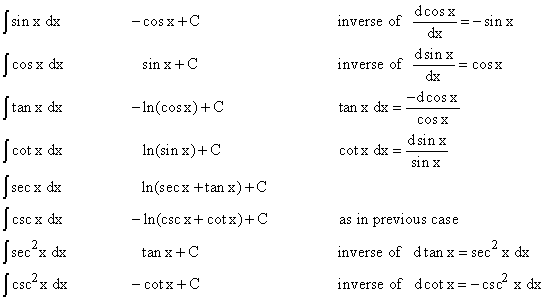 ∫sin x dx −cos x + C inverse of d cos x/dx = − sin x
∫cos x dx sin x + C inverse of d sin x/dx = cos x
∫tan x dx −ln(cos x) + C tan x dx = −d cos x/cos x
∫cot x dx ln(sin x) + C cot x dx = d sin x/sin x
∫sec x dx ln(sec x + tan x) + C
∫csc x dx −ln(csc x + cot x) + C as in previous case
∫sec² x dx tan x + C inverse of d tan x = sec² x dx
∫csc² x dx −cot x + C inverse of d cot x = −csc² x dx